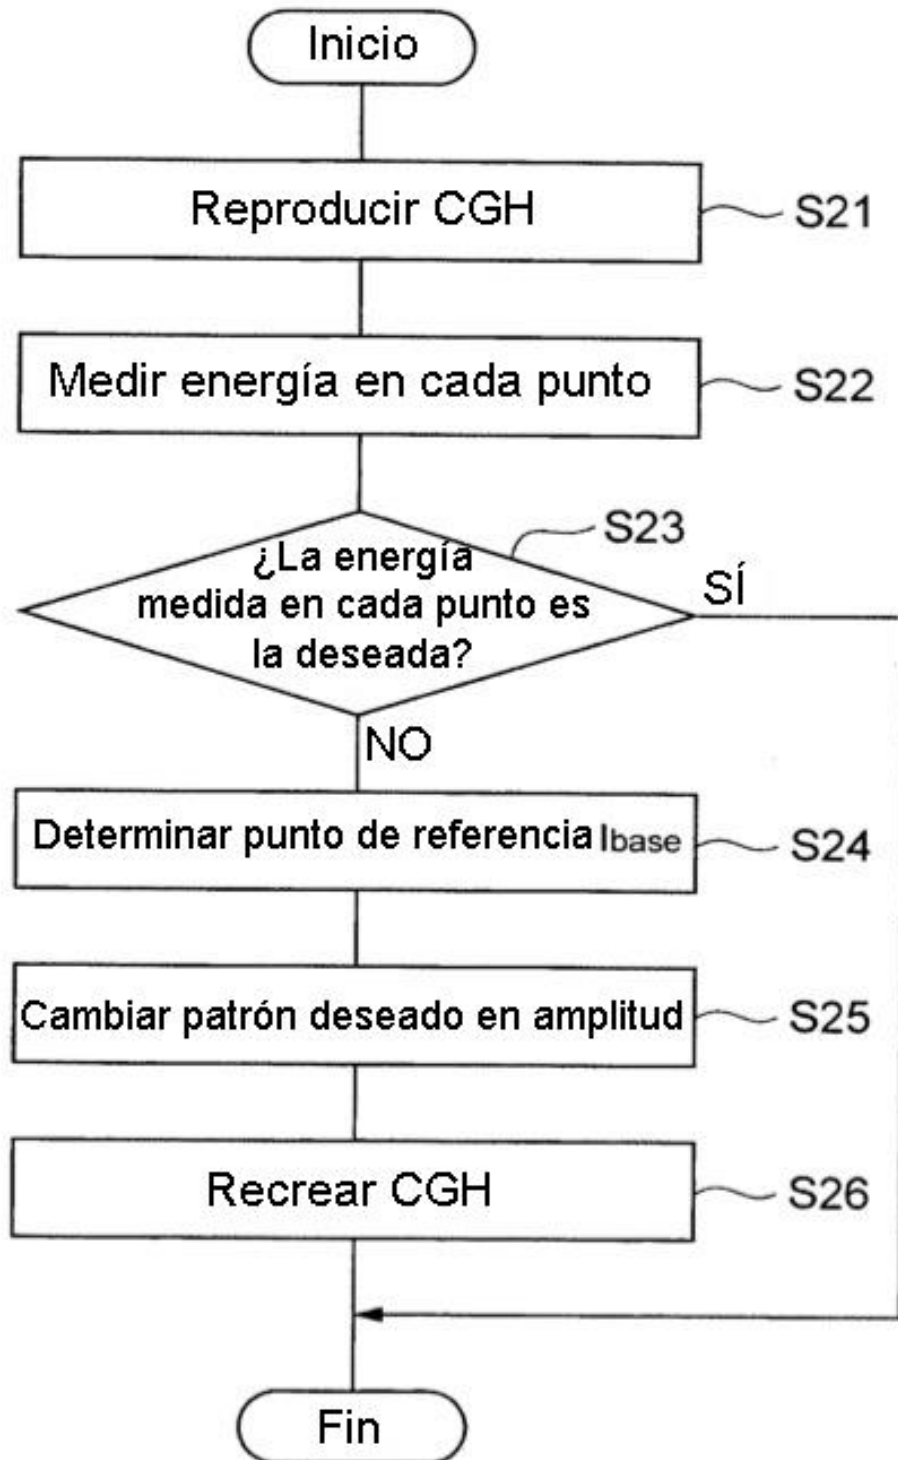 Inicio
Reproducir CGH
S21
Medir energía en cada punto
S22
S23
¿La energía
medida en cada punto es
la deseada?
SÍ
NO
Determinar punto de referencia Ibase
S24
Cambiar patrón deseado en amplitud
S25
Recrear CGH
S26
Fin